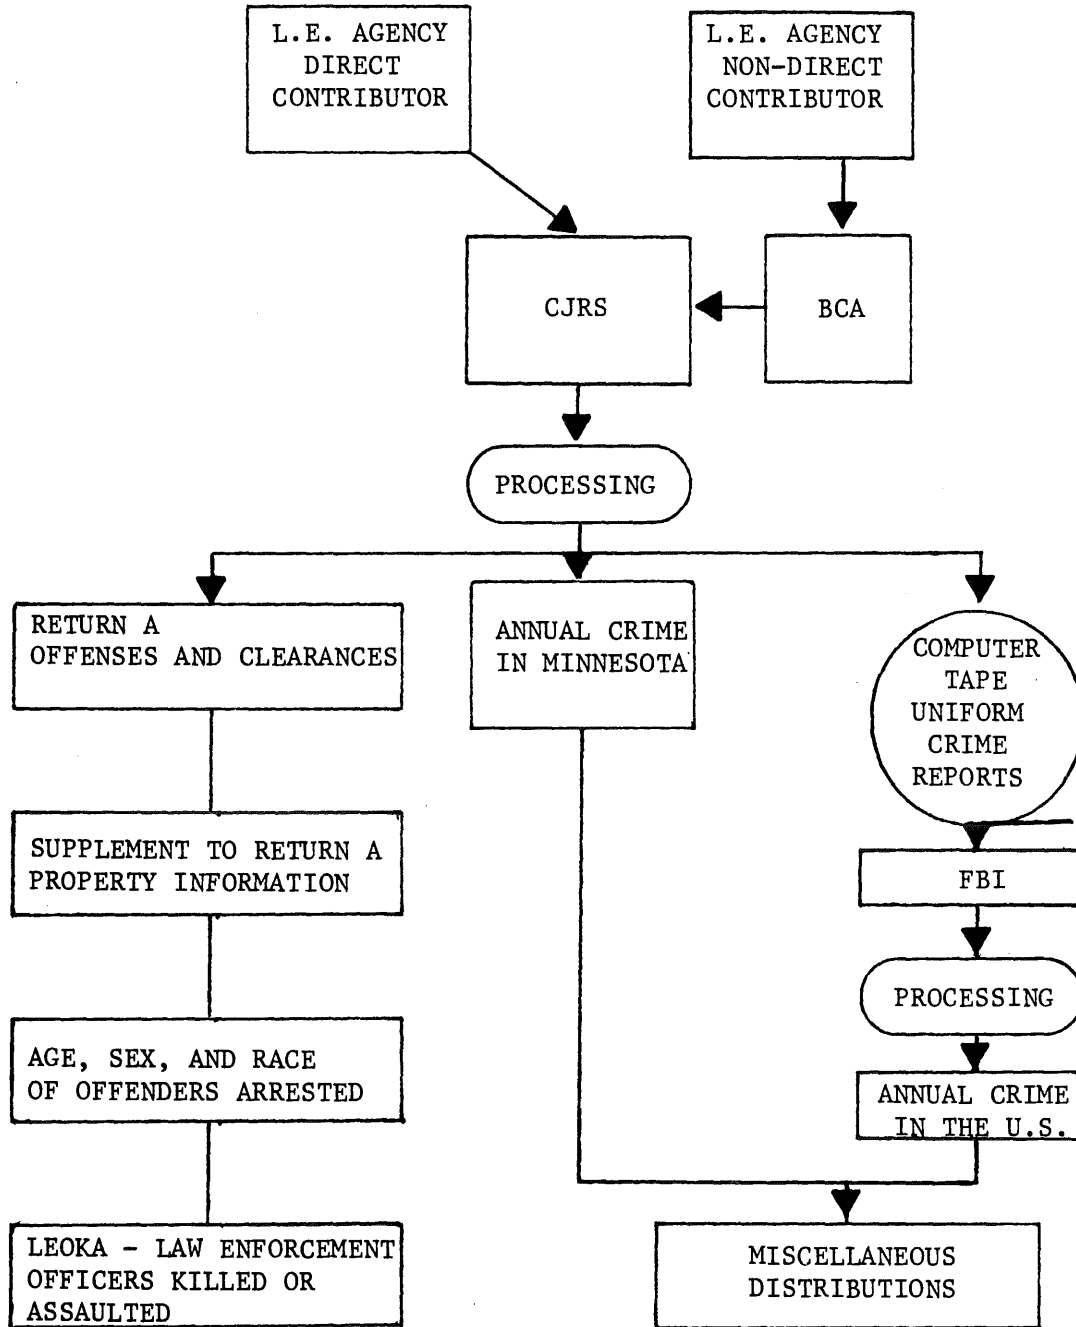 L.E. AGENCY
DIRECT
CONTRIBUTOR
L.E. AGENCY
NON-DIRECT
CONTRIBUTOR
CJRS
BCA
PROCESSING
RETURN A
OFFENSES AND CLEARANCES
SUPPLEMENT TO RETURN A
PROPERTY INFORMATION
AGE, SEX, AND RACE
OF OFFENDERS ARRESTED
LEOKA - LAW ENFORCEMENT
OFFICERS KILLED OR
ASSAULTED
ANNUAL CRIME
IN MINNESOTA
COMPUTER
TAPE
UNIFORM
CRIME
REPORTS
FBI
PROCESSING
ANNUAL CRIME
IN THE U.S.
MISCELLANEOUS
DISTRIBUTIONS